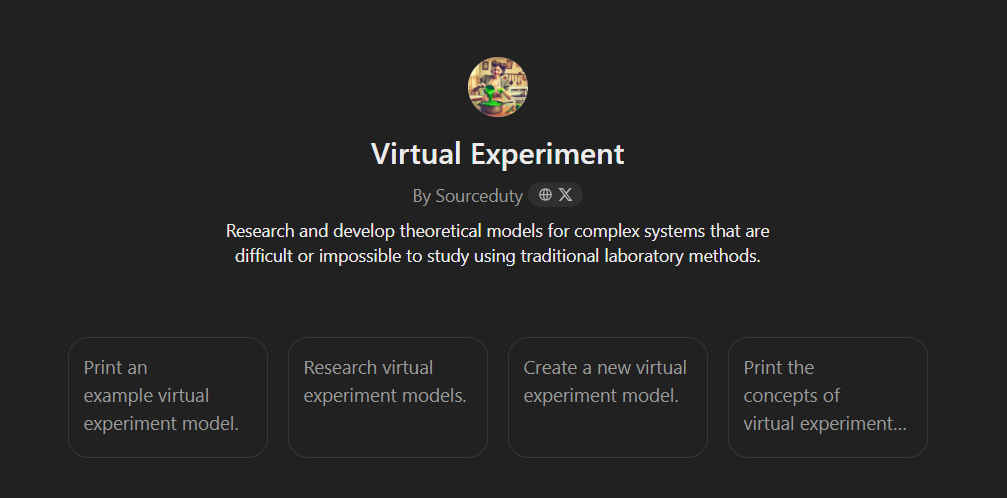 Virtual Experiment
By Sourceduty
Research and develop theoretical models for complex systems that are
difficult or impossible to study using traditional laboratory methods.
Print an
example virtual
experiment model.
Research virtual
experiment models.
Create a new virtual
experiment model.
Print the
concepts of
virtual experiment...